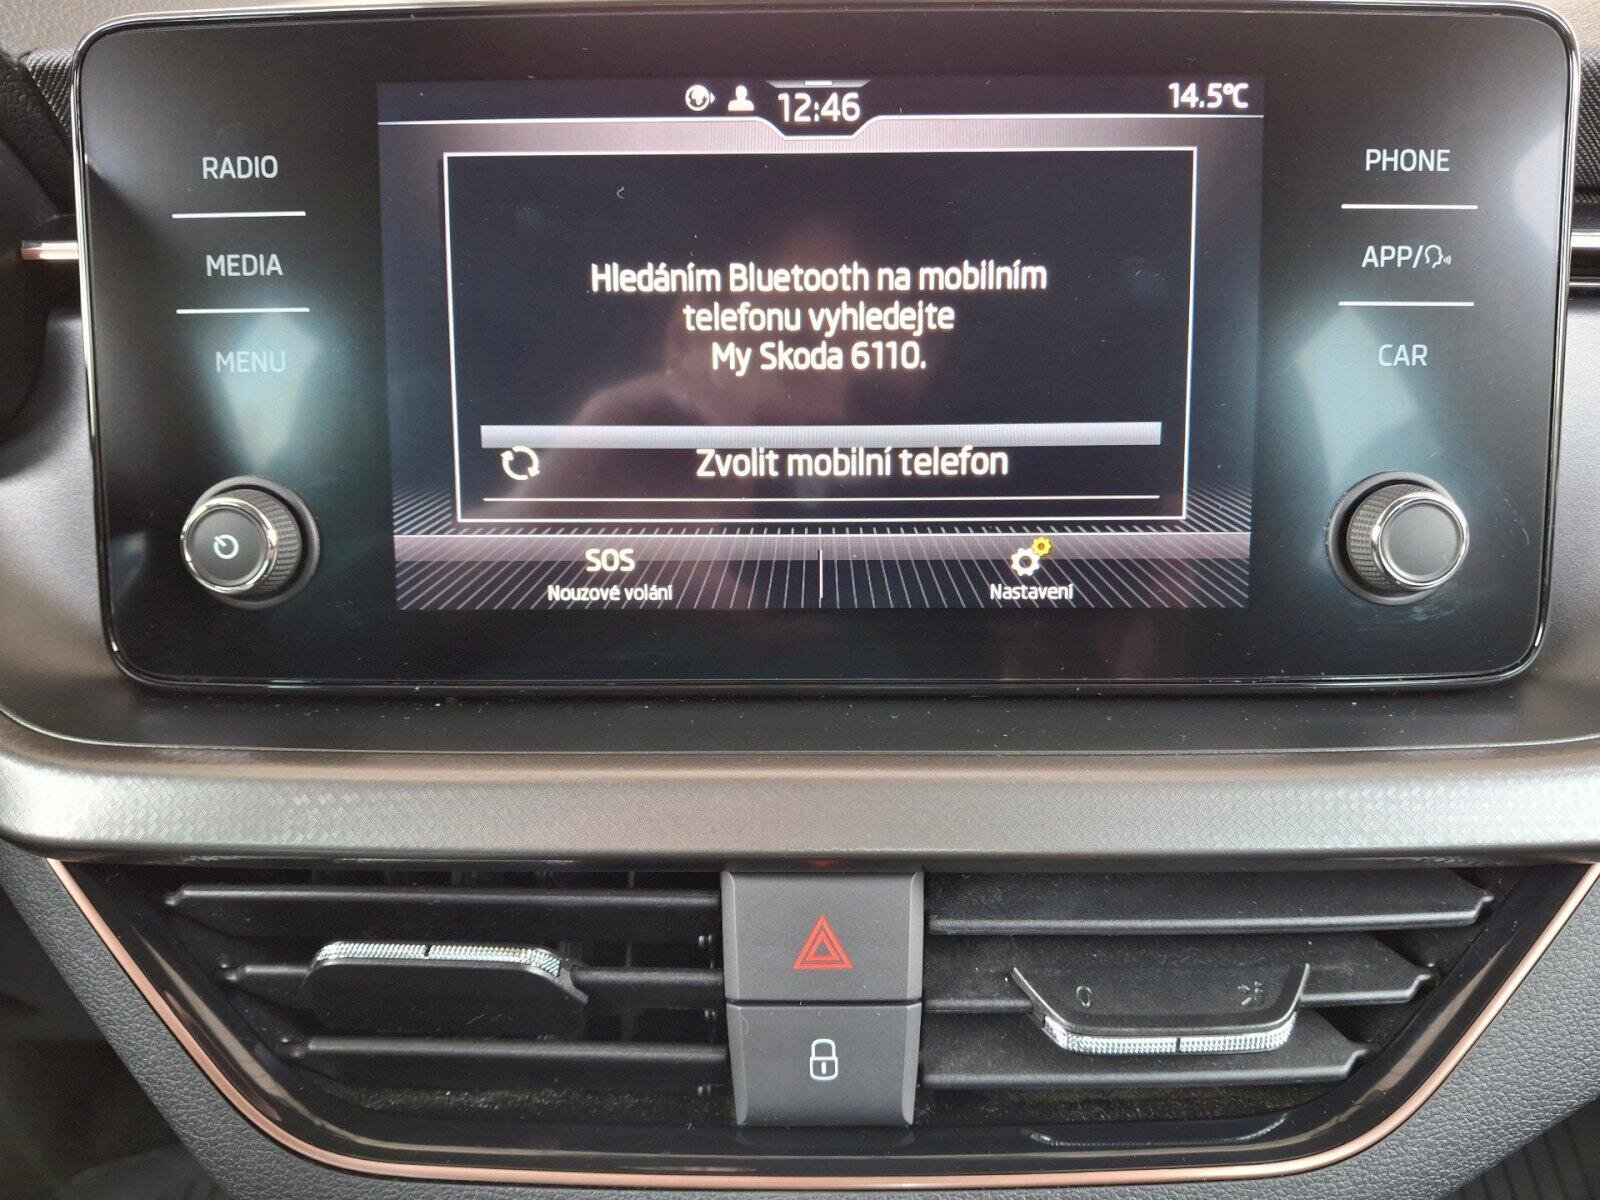 12:46
14.5°C
RADIO
MEDIA
MENU
Hledáním Bluetooth na mobilním
telefonu vyhledejte
My Skoda 6110.
Zvolit mobilní telefon
SOS
Nouzové volání
Nastavení
PHONE
APP/
CAR